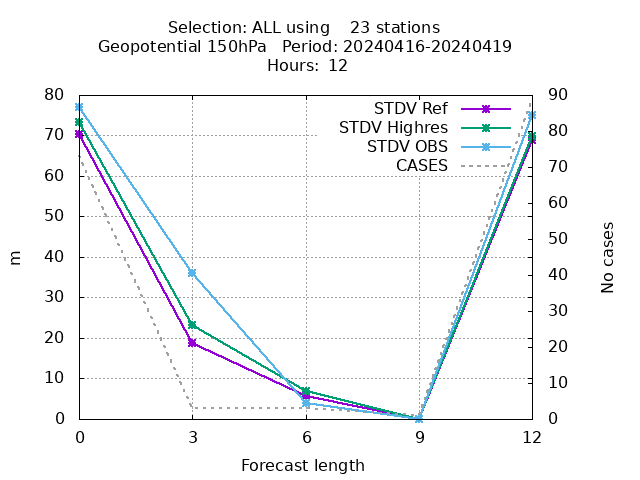 Selection: ALL using    23 stations
Geopotential 150hPa   Period: 20240416-20240419
Hours:  12
80
70
60
50
40
30
20
10
0
90
80
70
60
50
40
30
20
10
0
STDV Ref
STDV Highres
STDV OBS
CASES
m
No cases
0 3 6 9 12
Forecast length